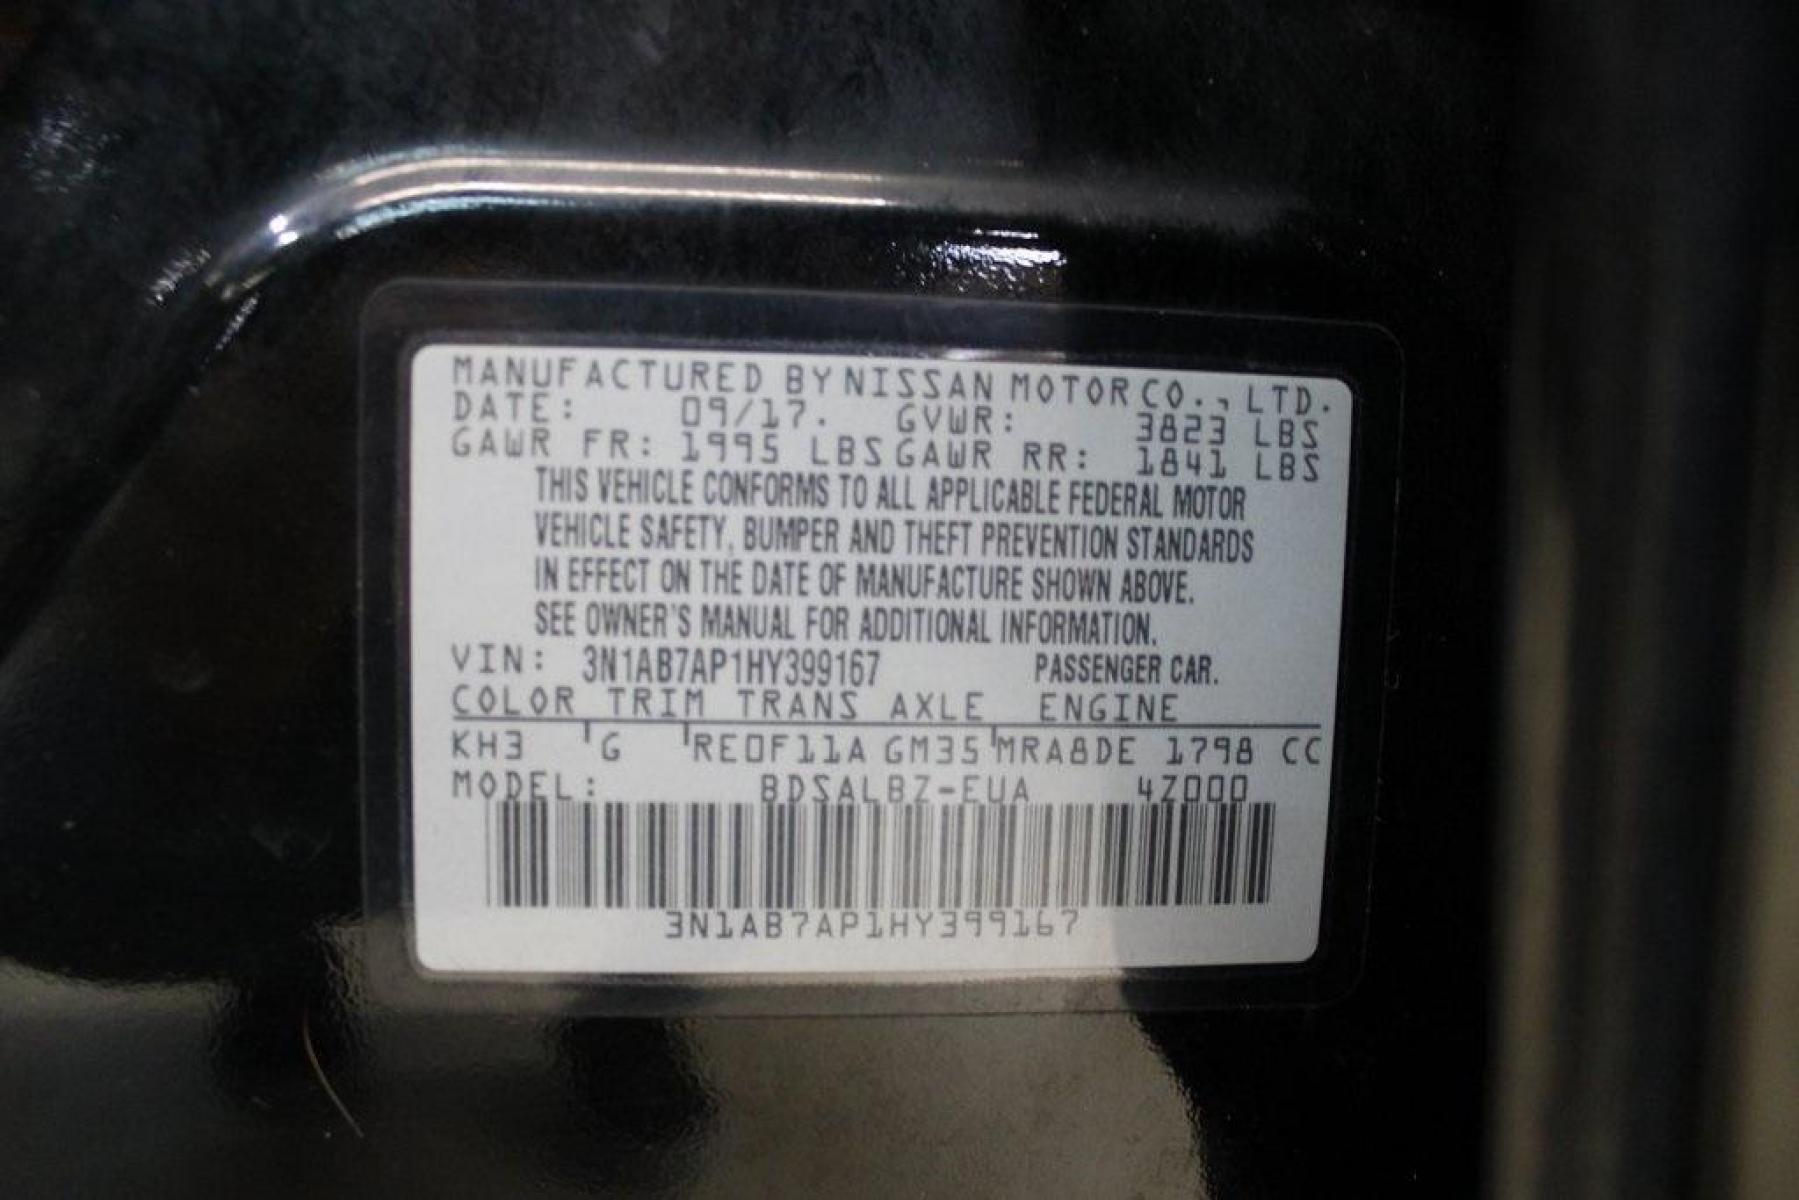 MANUFACTURED BY NISSAN MOTOR CO., LTD.
DATE: 09/17. GVWR: 3823 LBS
GAWR FR: 1995 LBS GAWR RR: 1841 LBS
THIS VEHICLE CONFORMS TO ALL APPLICABLE FEDERAL MOTOR
VEHICLE SAFETY, BUMPER AND THEFT PREVENTION STANDARDS
IN EFFECT ON THE DATE OF MANUFACTURE SHOWN ABOVE.
SEE OWNER'S MANUAL FOR ADDITIONAL INFORMATION.
VIN: 3N1AB7AP1HY399167 PASSENGER CAR.
COLOR TRIM TRANS AXLE ENGINE
KH3 G RE0F11A GM35 MRA8DE 1798 CC
MODEL: BDSALBZ-EUA 4Z000
3N1AB7AP1HY399167